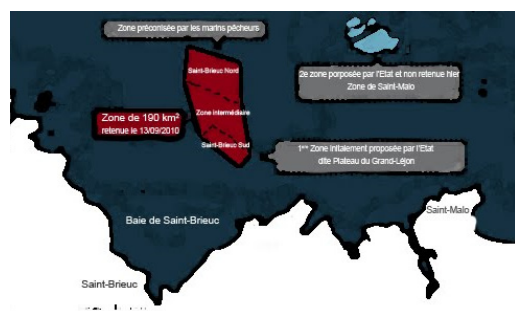 Zone préconisée par les marins pêcheurs
Saint-Brieuc Nord
2e zone porposée par l'Etat et non retenue hier
Zone de Saint-Malo
Zone de 190 km²
retenue le 13/09/2010
Zone intermédiaire
Saint-Brieuc Sud
1ère Zone initalement proposée par l'Etat
dite Plateau du Grand-Léjon
Baie de Saint-Brieuc
Saint-Malo
Saint-Brieuc